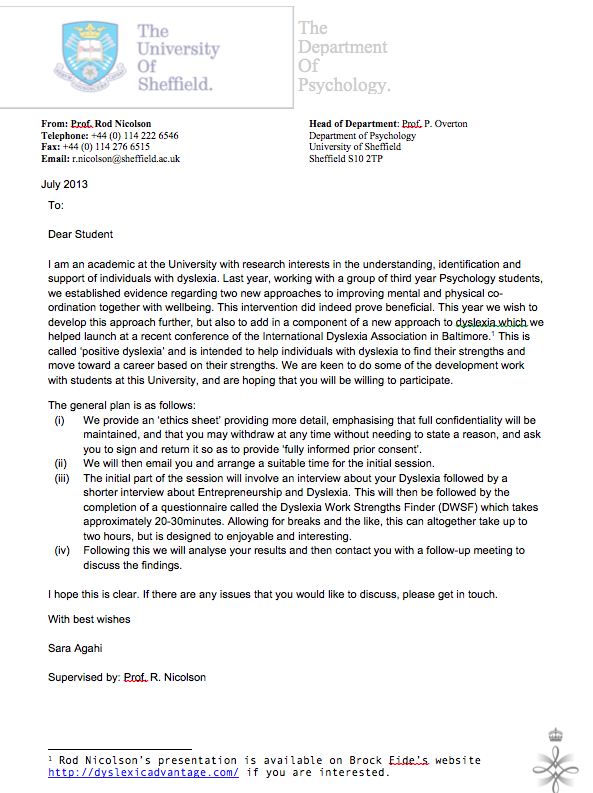 The
University
Of
Sheffield.
The
Department
Of
Psychology.
From: Prof. Rod Nicolson
Telephone: +44 (0) 114 222 6546
Fax: +44 (0) 114 276 6515
Email: r.nicolson@sheffield.ac.uk
Head of Department: Prof. P. Overton
Department of Psychology
University of Sheffield
Sheffield S10 2TP
July 2013
To:
Dear Student
I am an academic at the University with research interests in the understanding, identification and
support of individuals with dyslexia. Last year, working with a group of third year Psychology students,
we established evidence regarding two new approaches to improving mental and physical co-
ordination together with wellbeing. This intervention did indeed prove beneficial. This year we wish to
develop this approach further, but also to add in a component of a new approach to dyslexia which we
helped launch at a recent conference of the International Dyslexia Association in Baltimore.¹ This is
called ‘positive dyslexia’ and is intended to help individuals with dyslexia to find their strengths and
move toward a career based on their strengths. We are keen to do some of the development work
with students at this University, and are hoping that you will be willing to participate.
The general plan is as follows:
(i) We provide an ‘ethics sheet’ providing more detail, emphasising that full confidentiality will be
maintained, and that you may withdraw at any time without needing to state a reason, and ask
you to sign and return it so as to provide ‘fully informed prior consent’.
(ii) We will then email you and arrange a suitable time for the initial session.
(iii) The initial part of the session will involve an interview about your Dyslexia followed by a
shorter interview about Entrepreneurship and Dyslexia. This will then be followed by the
completion of a questionnaire called the Dyslexia Work Strengths Finder (DWSF) which takes
approximately 20-30minutes. Allowing for breaks and the like, this can altogether take up to
two hours, but is designed to enjoyable and interesting.
(iv) Following this we will analyse your results and then contact you with a follow-up meeting to
discuss the findings.
I hope this is clear. If there are any issues that you would like to discuss, please get in touch.
With best wishes
Sara Agahi
Supervised by: Prof. R. Nicolson
¹ Rod Nicolson’s presentation is available on Brock Eide’s website
http://dyslexicadvantage.com/ if you are interested.